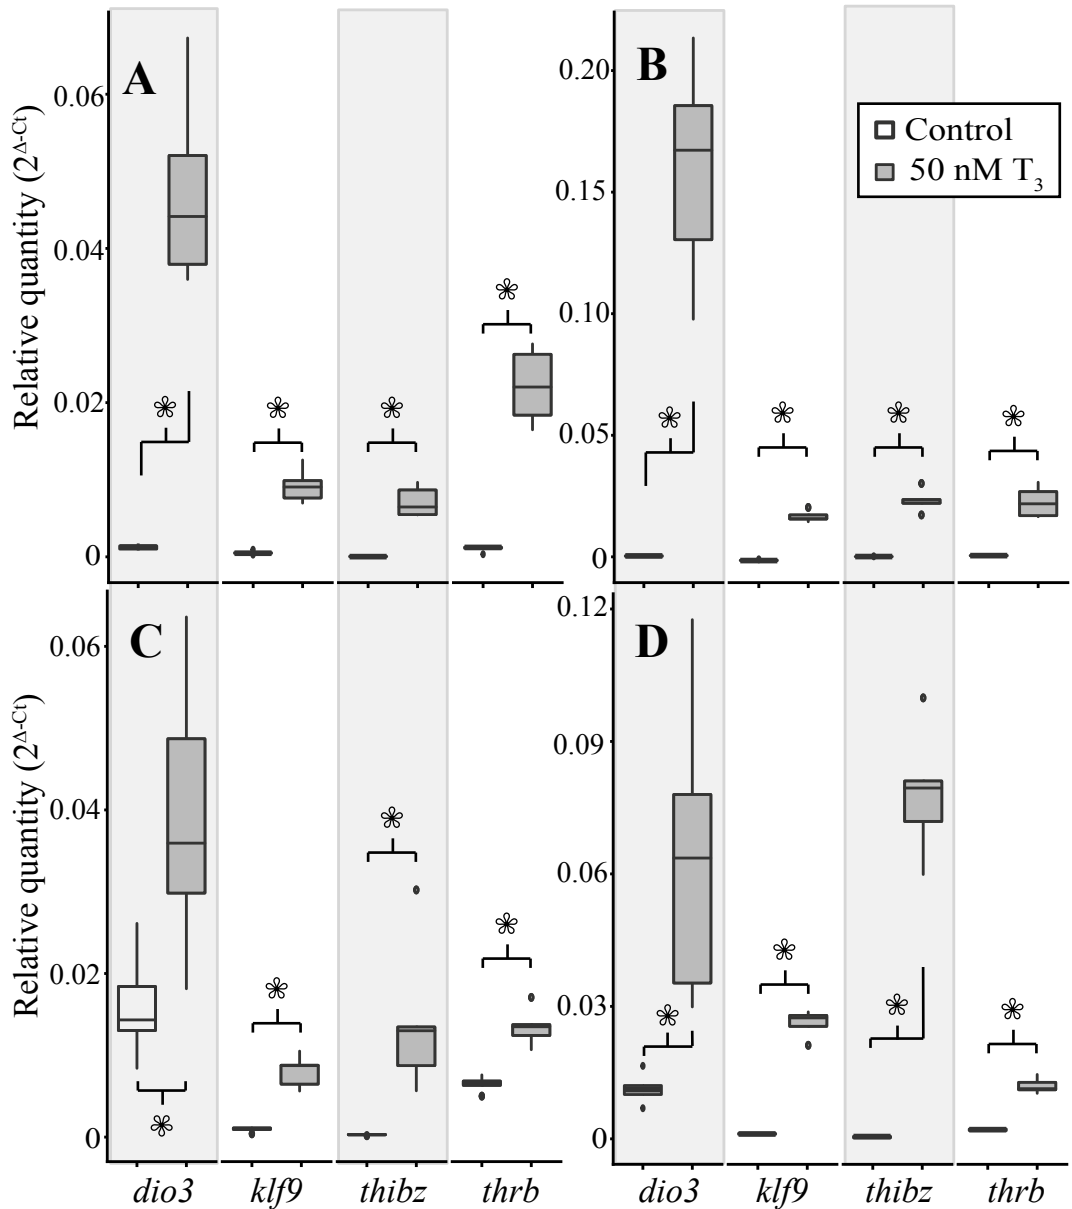 A
B
Relative quantity (2^Δ-Ct)
0.06
0.04
0.02
0
0.20
0.15
0.10
0.05
0
Control
50 nM T₃
* * * *
* * * *
C
D
Relative quantity (2^Δ-Ct)
0.06
0.04
0.02
0
0.12
0.09
0.06
0.03
0
* * * *
* * * *
dio3 klf9 thibz thrb
dio3 klf9 thibz thrb